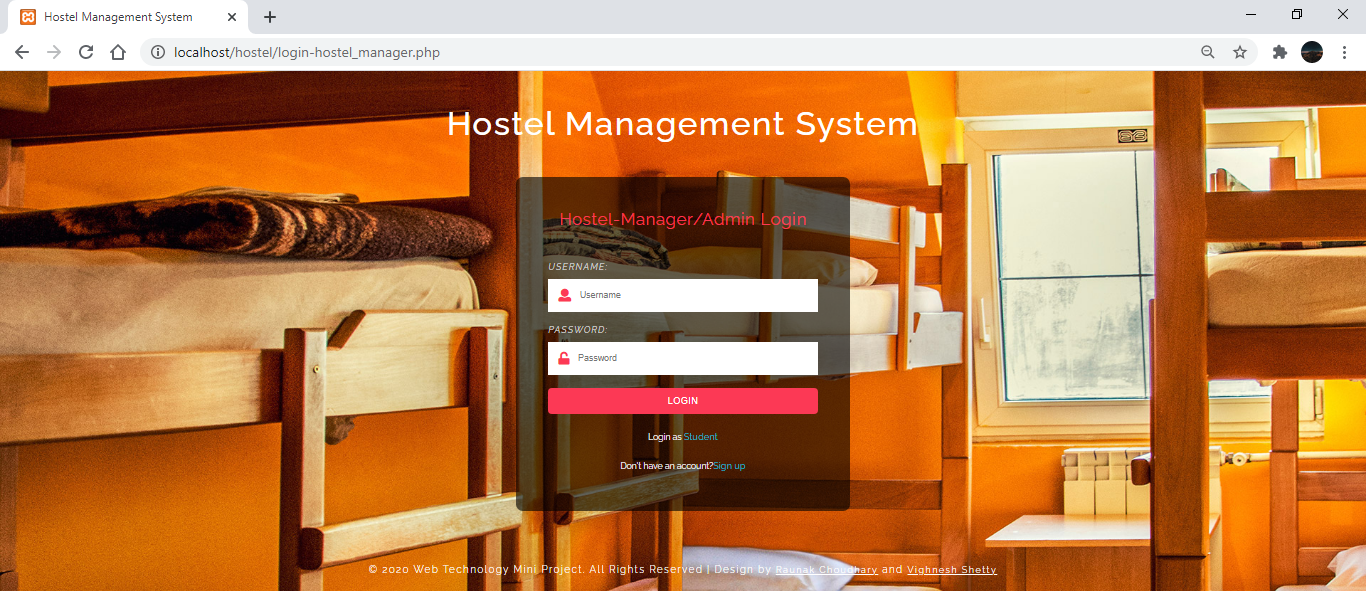 Hostel Management System
localhost/hostel/login-hostel_manager.php
Hostel Management System
Hostel-Manager/Admin Login
USERNAME:
Username
PASSWORD:
Password
LOGIN
Login as Student
Don't have an account?Sign up
© 2020 Web Technology Mini Project. All Rights Reserved | Design by Raunak Choudhary and Vighnesh Shetty